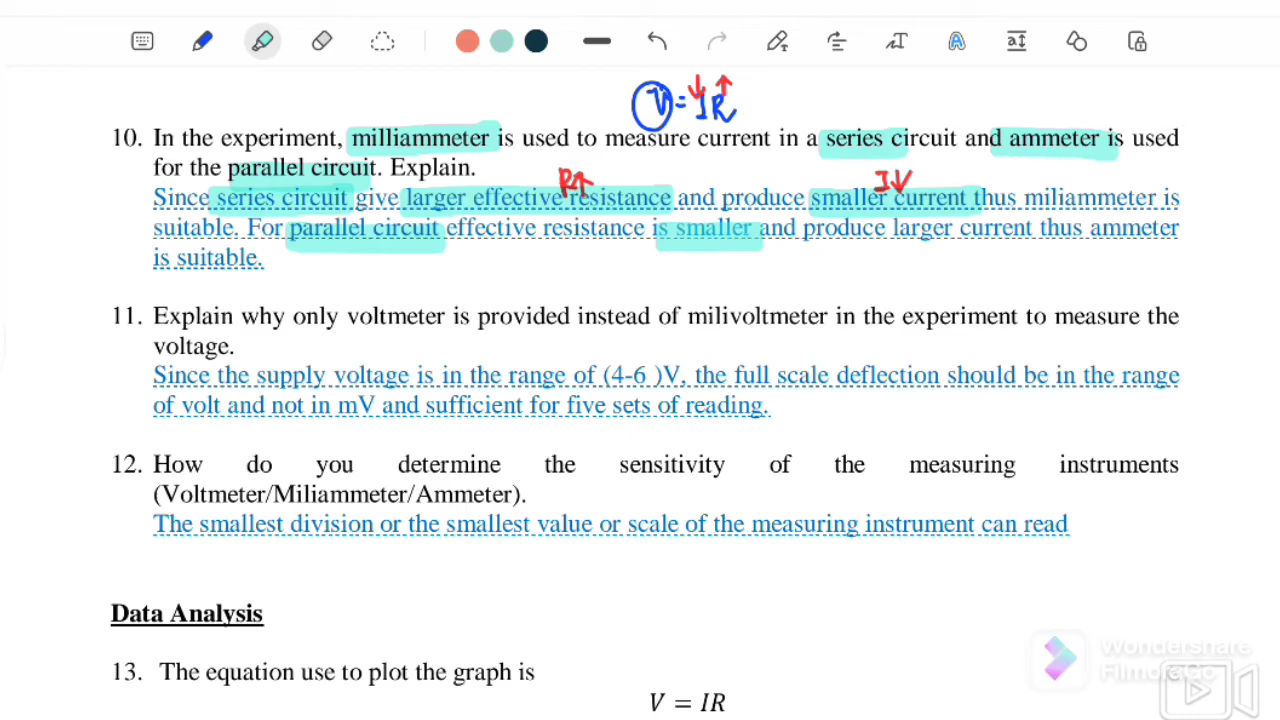 V = IR
10. In the experiment, milliammeter is used to measure current in a series circuit and ammeter is used
for the parallel circuit. Explain.
R↑ I↓
Since series circuit give larger effective resistance and produce smaller current thus miliammeter is
suitable. For parallel circuit effective resistance is smaller and produce larger current thus ammeter
is suitable.
11. Explain why only voltmeter is provided instead of milivoltmeter in the experiment to measure the
voltage.
Since the supply voltage is in the range of (4-6 )V, the full scale deflection should be in the range
of volt and not in mV and sufficient for five sets of reading.
12. How do you determine the sensitivity of the measuring instruments
(Voltmeter/Miliammeter/Ammeter).
The smallest division or the smallest value or scale of the measuring instrument can read
Data Analysis
13. The equation use to plot the graph is
V = IR
Wondershare
FilmoraGo